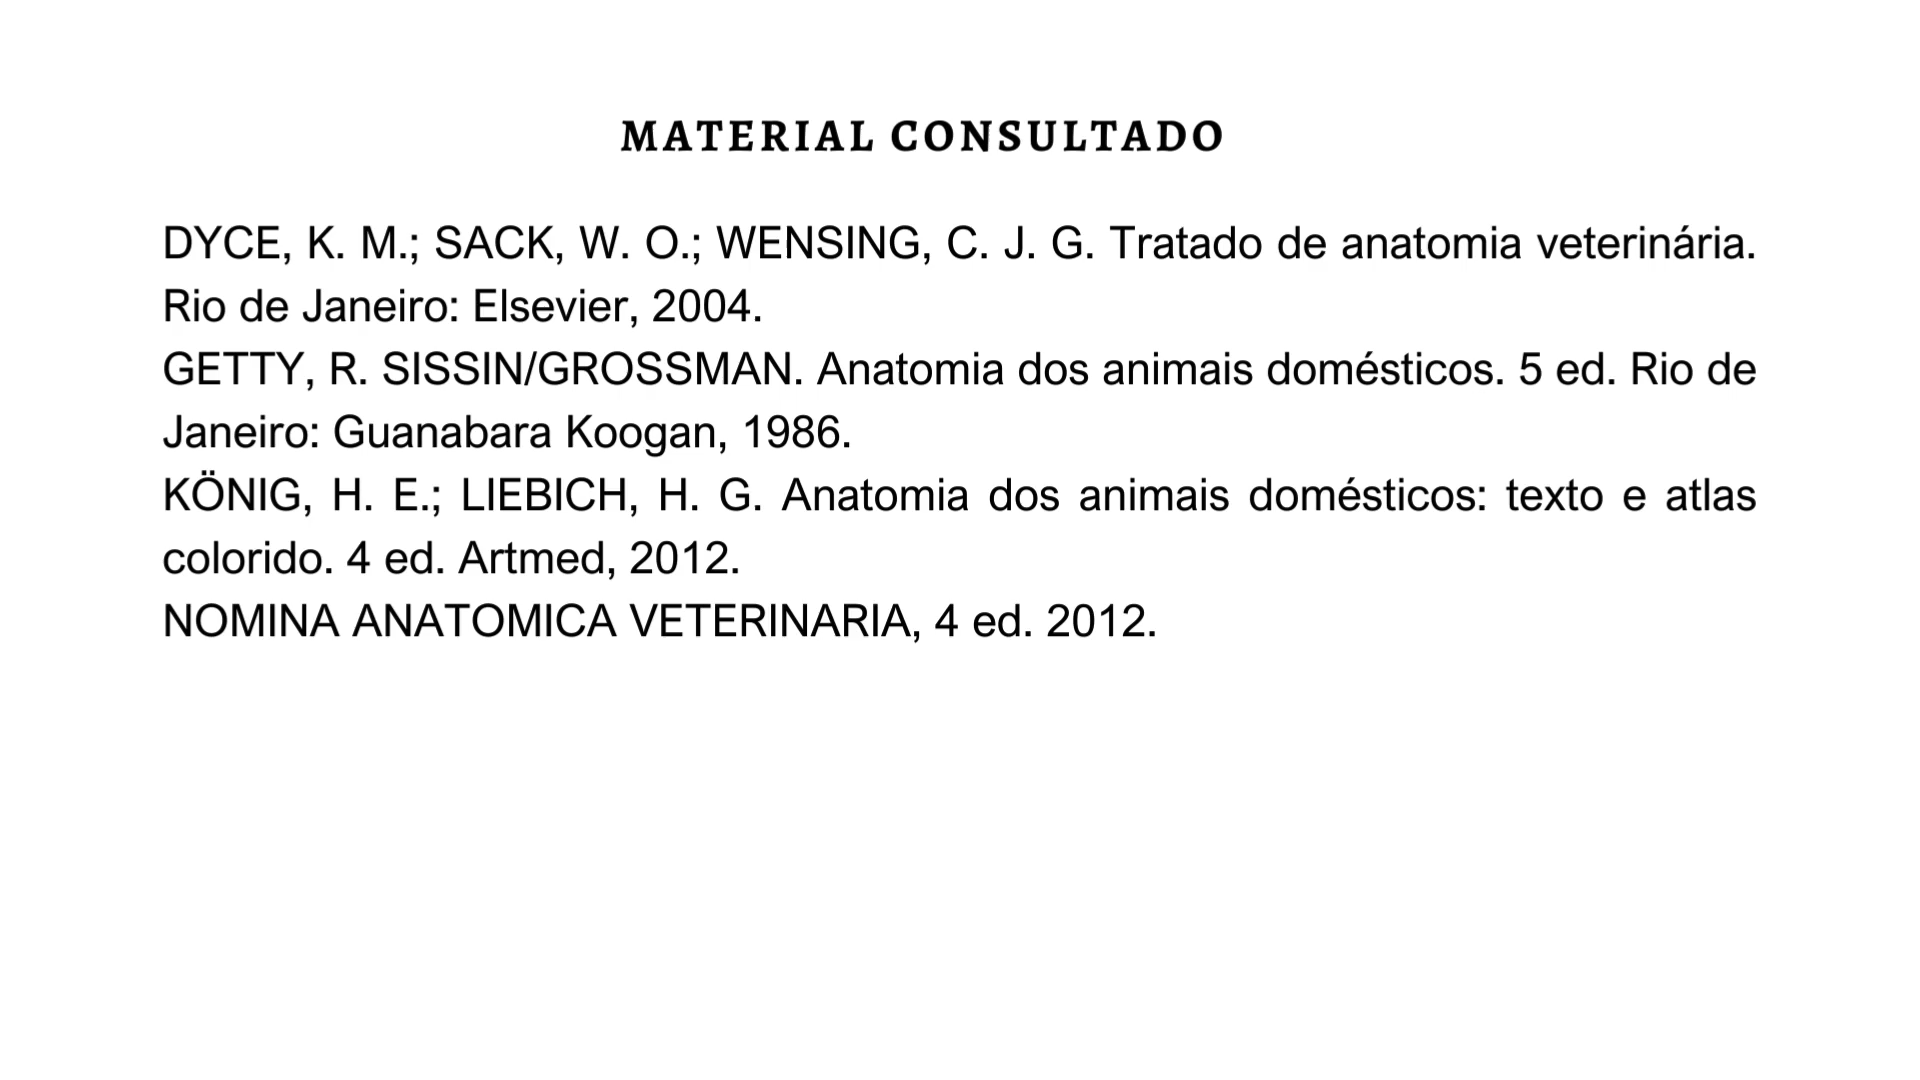 MATERIAL CONSULTADO
DYCE, K. M.; SACK, W. O.; WENSING, C. J. G. Tratado de anatomia veterinária.
Rio de Janeiro: Elsevier, 2004.
GETTY, R. SISSIN/GROSSMAN. Anatomia dos animais domésticos. 5 ed. Rio de
Janeiro: Guanabara Koogan, 1986.
KÖNIG, H. E.; LIEBICH, H. G. Anatomia dos animais domésticos: texto e atlas
colorido. 4 ed. Artmed, 2012.
NOMINA ANATOMICA VETERINARIA, 4 ed. 2012.